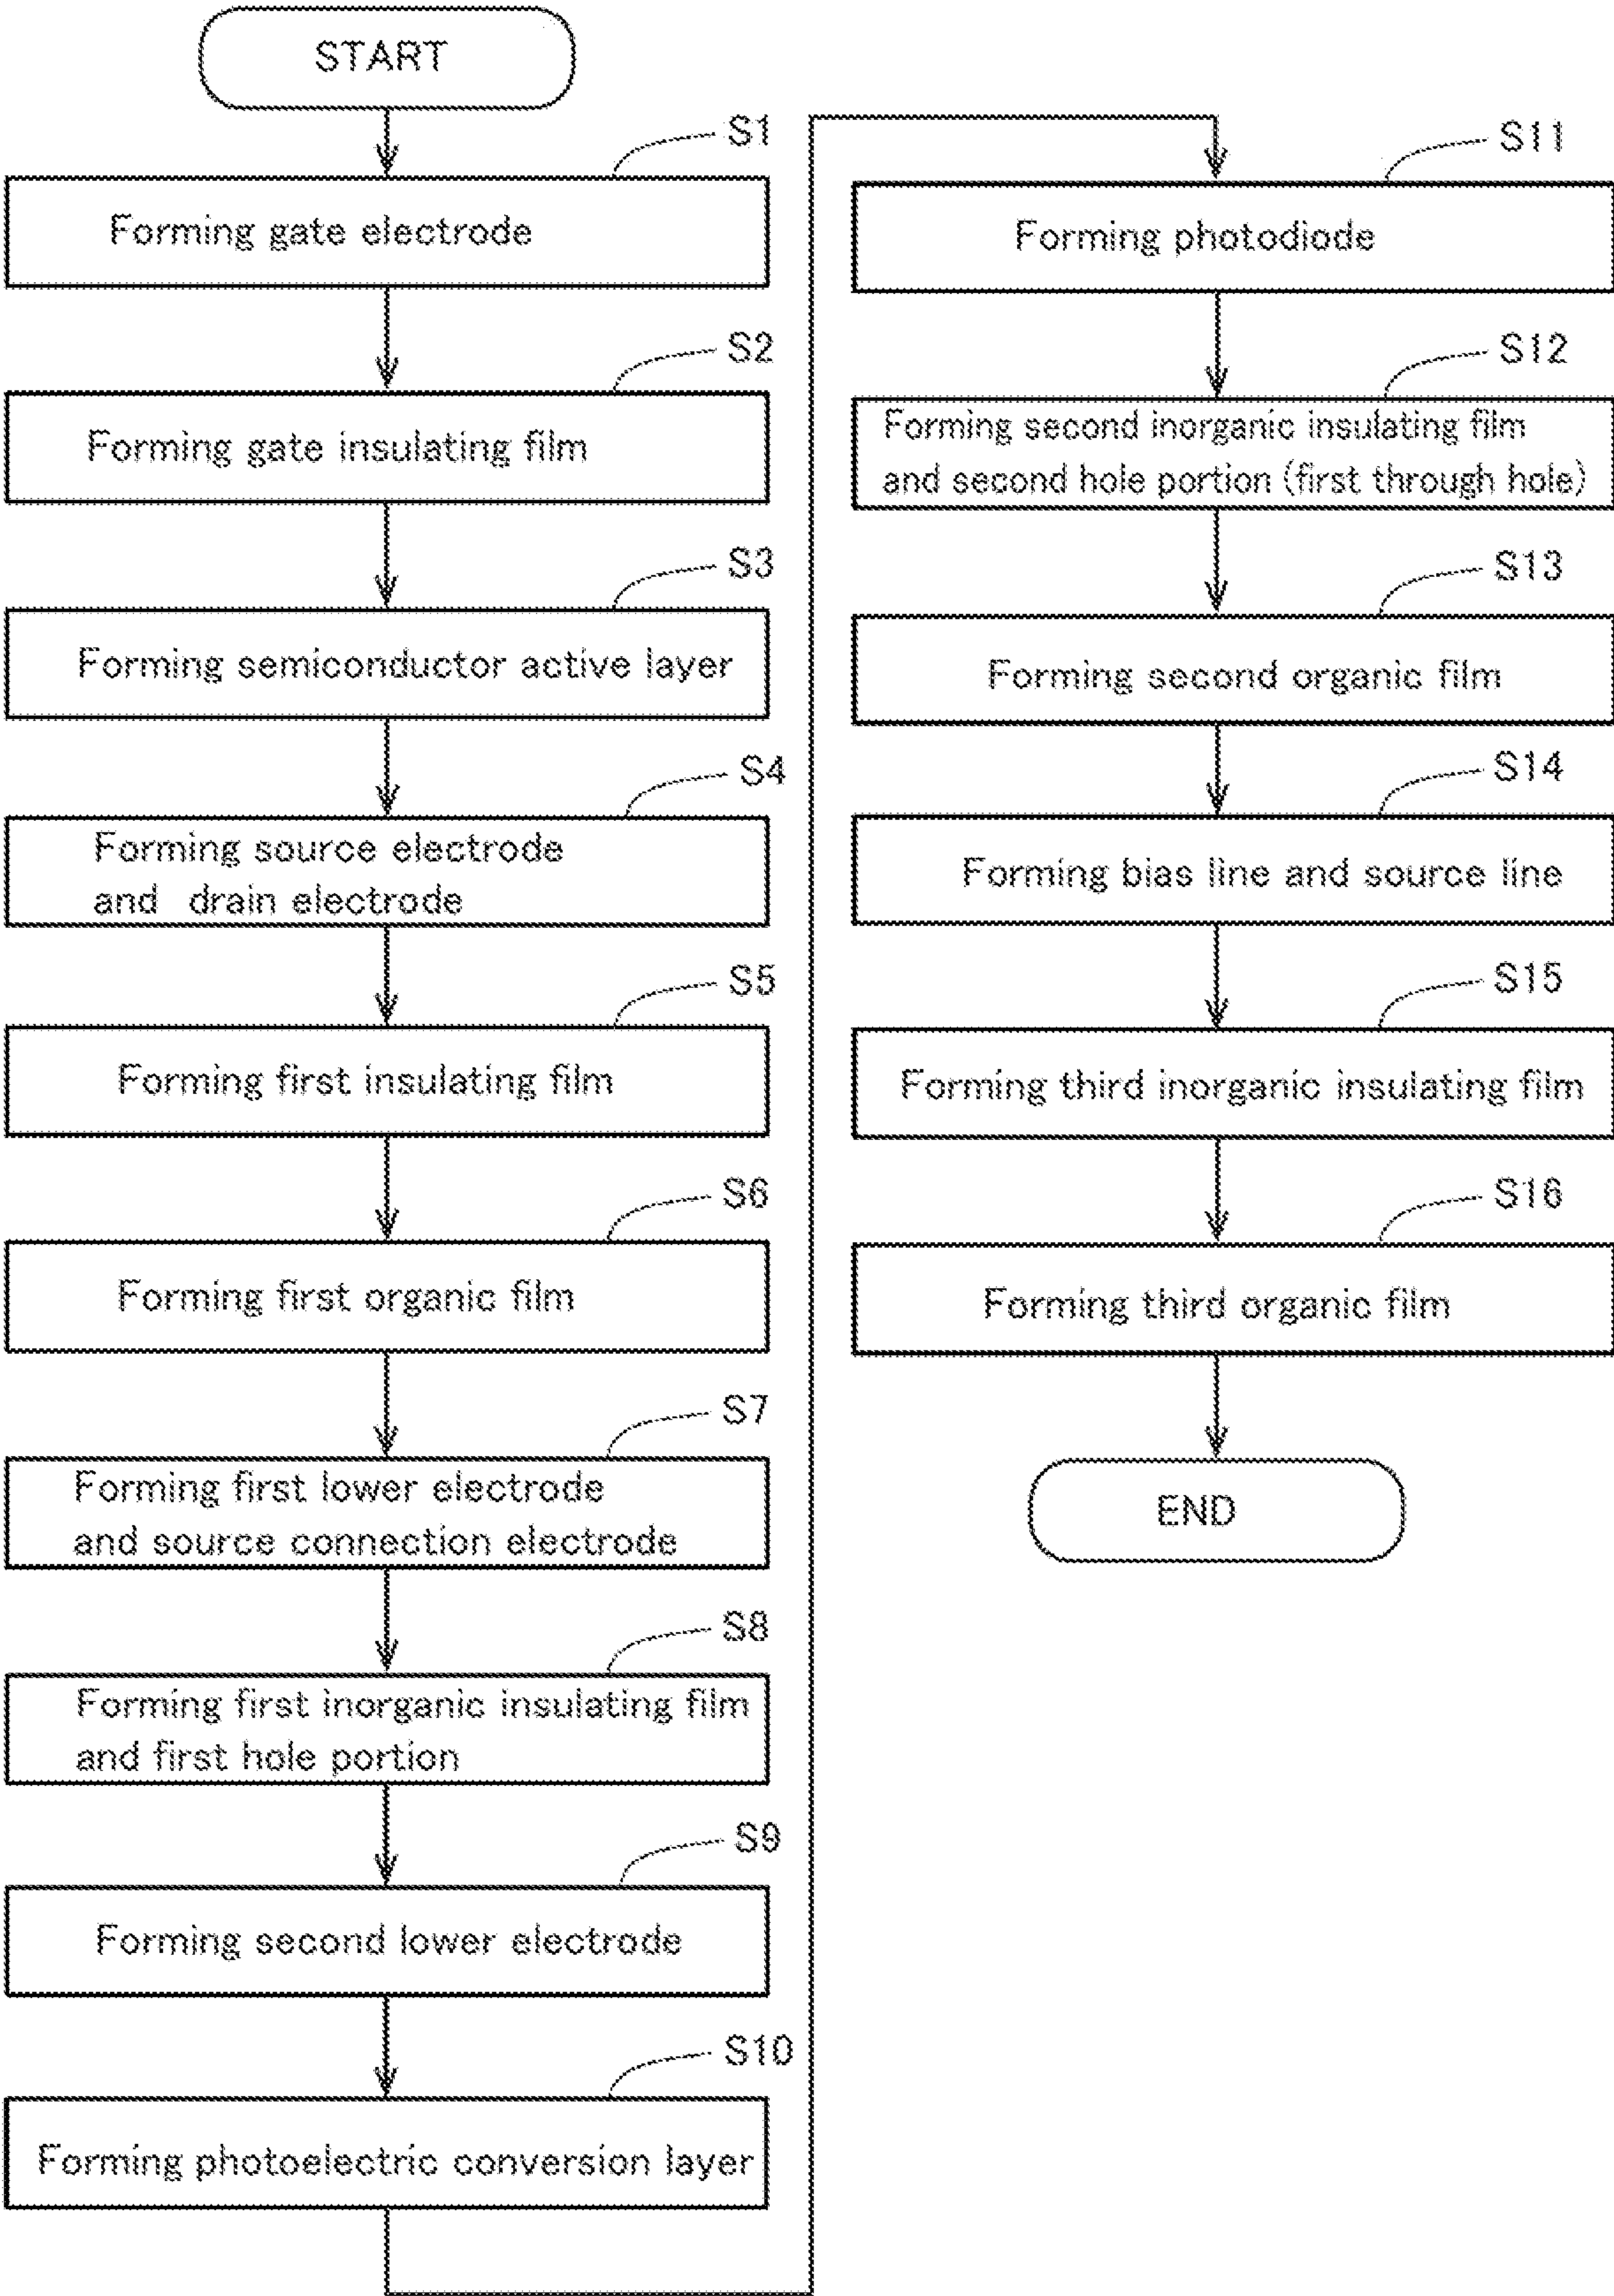 START
S1
Forming gate electrode
S2
Forming gate insulating film
S3
Forming semiconductor active layer
S4
Forming source electrode
and drain electrode
S5
Forming first insulating film
S6
Forming first organic film
S7
Forming first lower electrode
and source connection electrode
S8
Forming first inorganic insulating film
and first hole portion
S9
Forming second lower electrode
S10
Forming photoelectric conversion layer
S11
Forming photodiode
S12
Forming second inorganic insulating film
and second hole portion (first through hole)
S13
Forming second organic film
S14
Forming bias line and source line
S15
Forming third inorganic insulating film
S16
Forming third organic film
END